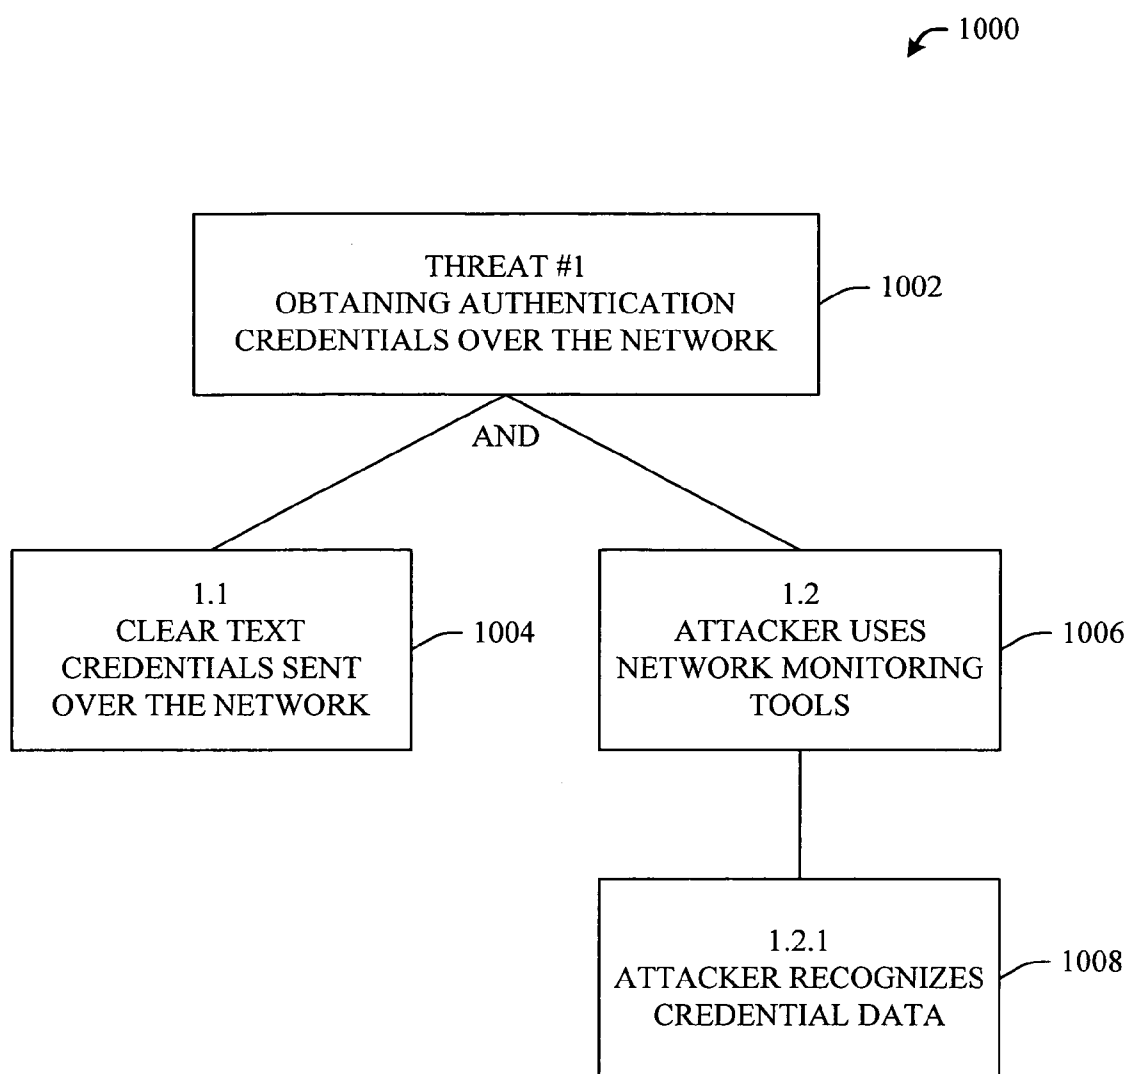 1000
THREAT #1
OBTAINING AUTHENTICATION
CREDENTIALS OVER THE NETWORK
1002
AND
1.1
CLEAR TEXT
CREDENTIALS SENT
OVER THE NETWORK
1004
1.2
ATTACKER USES
NETWORK MONITORING
TOOLS
1006
1.2.1
ATTACKER RECOGNIZES
CREDENTIAL DATA
1008